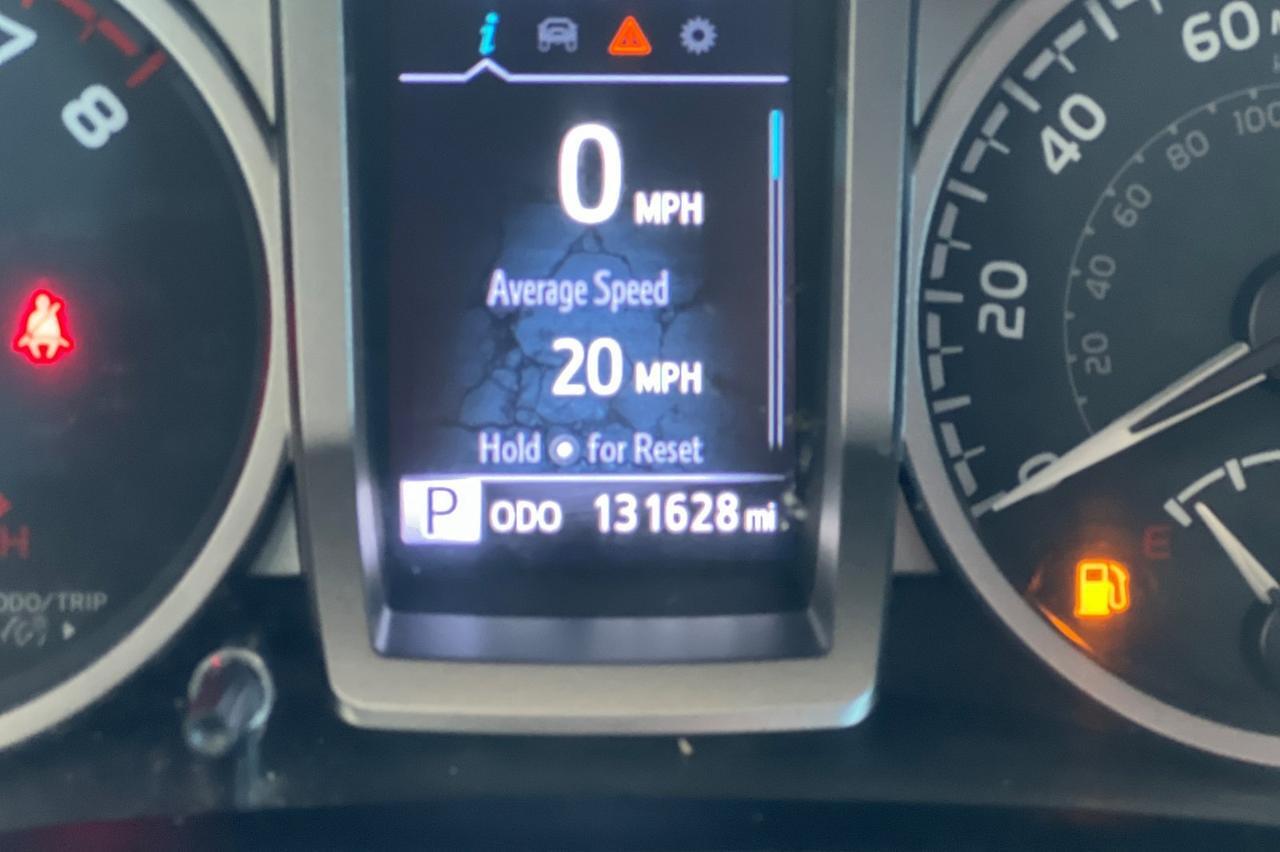 8
0 MPH
Average Speed
20 MPH
Hold for Reset
P ODO 131628 mi
H
ODO/TRIP
0
20
40
60
20
40
60
80
100
E